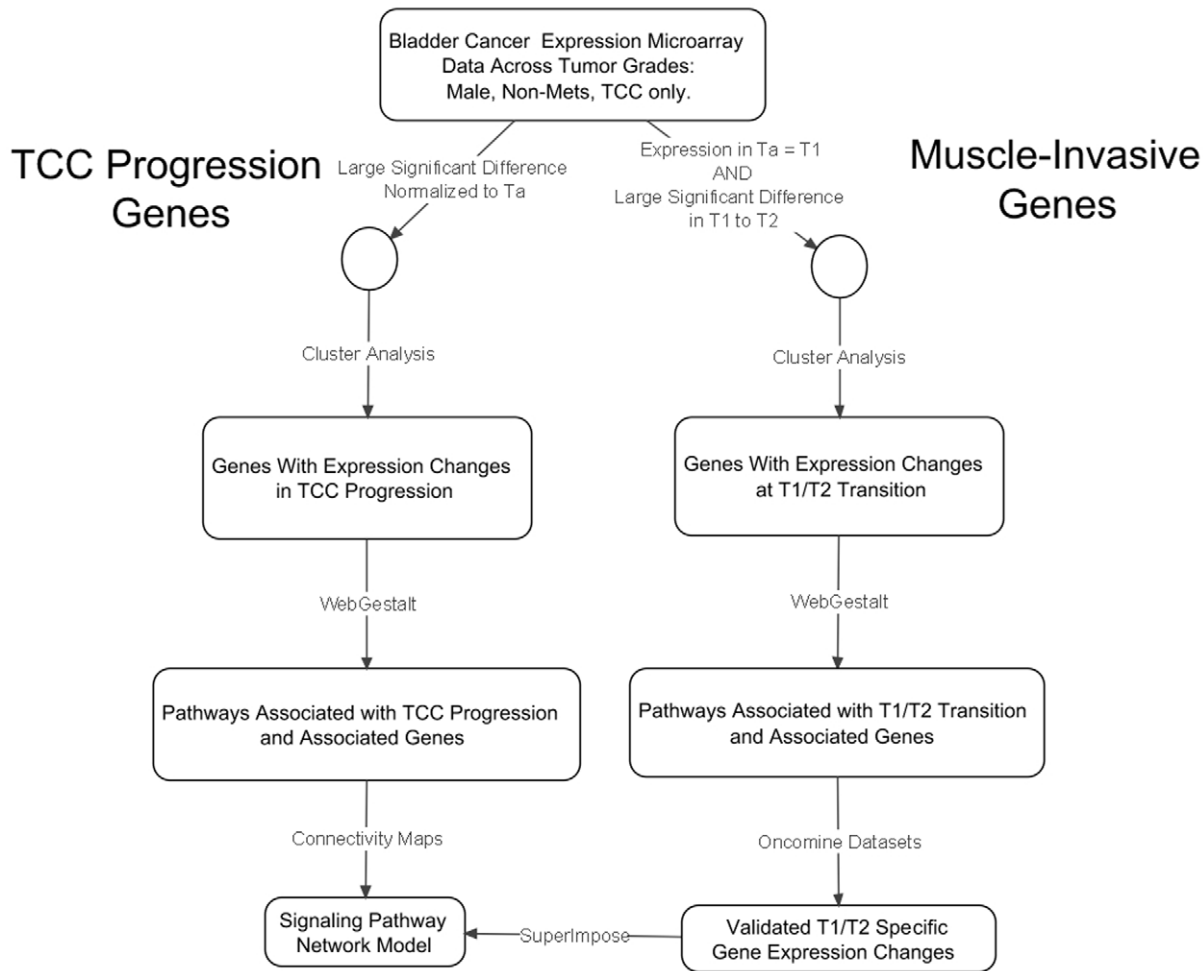 Bladder Cancer Expression Microarray
Data Across Tumor Grades:
Male, Non-Mets, TCC only.
TCC Progression
Genes
Large Significant Difference
Normalized to Ta
Expression in Ta = T1
AND
Large Significant Difference
in T1 to T2
Muscle-Invasive
Genes
Cluster Analysis
Cluster Analysis
Genes With Expression Changes
in TCC Progression
Genes With Expression Changes
at T1/T2 Transition
WebGestalt
WebGestalt
Pathways Associated with TCC Progression
and Associated Genes
Pathways Associated with T1/T2 Transition
and Associated Genes
Connectivity Maps
Oncomine Datasets
Signaling Pathway
Network Model
SuperImpose
Validated T1/T2 Specific
Gene Expression Changes